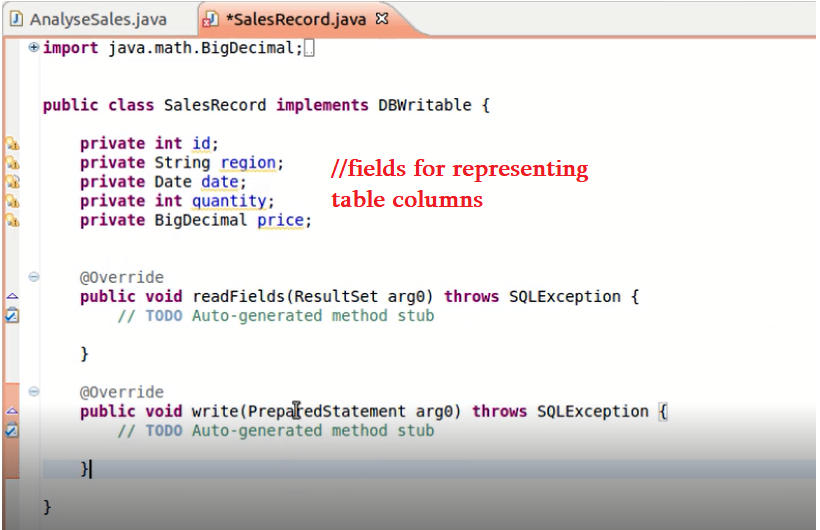 AnalyseSales.java
*SalesRecord.java
import java.math.BigDecimal;
public class SalesRecord implements DBWritable {
private int id;
private String region;
private Date date;
private int quantity;
private BigDecimal price;
//fields for representing
table columns
@Override
public void readFields(ResultSet arg0) throws SQLException {
// TODO Auto-generated method stub
}
@Override
public void write(PreparedStatement arg0) throws SQLException {
// TODO Auto-generated method stub
}
}